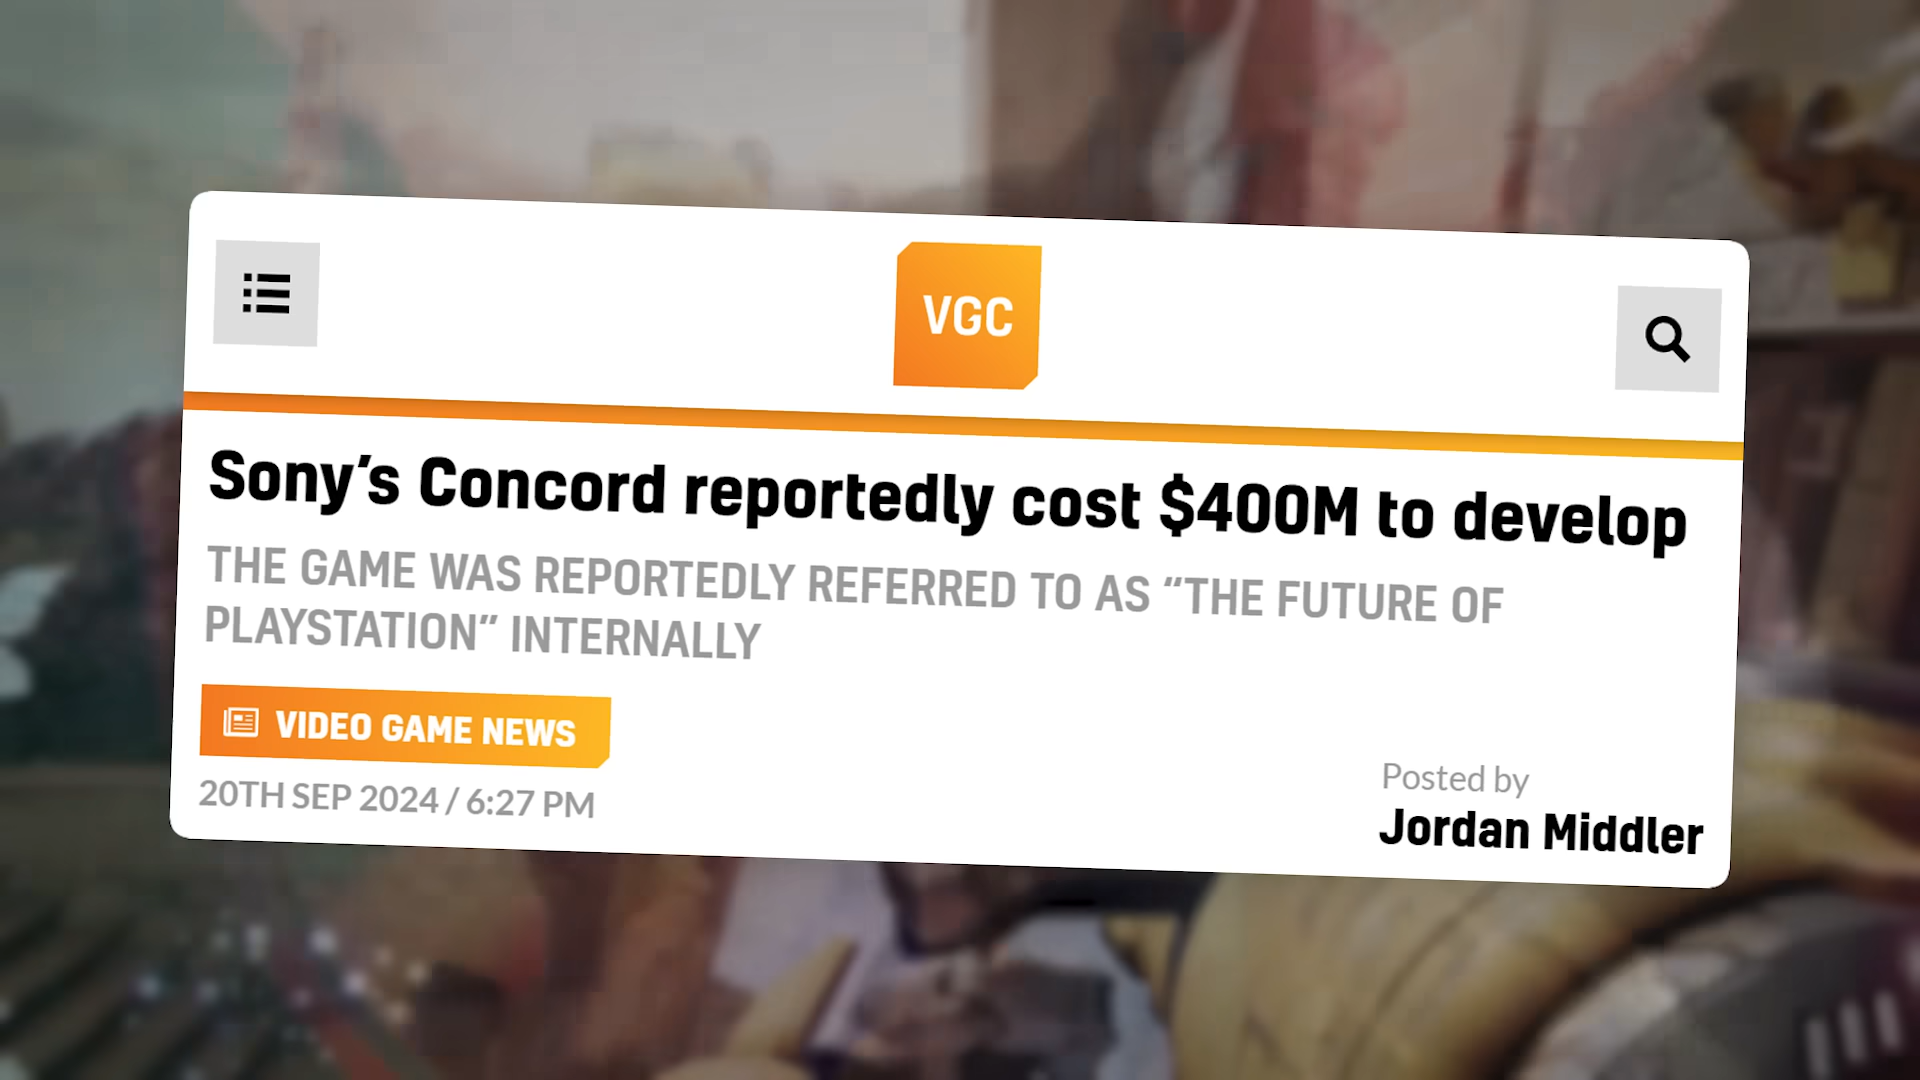 VGC
Sony’s Concord reportedly cost $400M to develop
THE GAME WAS REPORTEDLY REFERRED TO AS “THE FUTURE OF
PLAYSTATION” INTERNALLY
VIDEO GAME NEWS
20TH SEP 2024 / 6:27 PM
Posted by
Jordan Middler